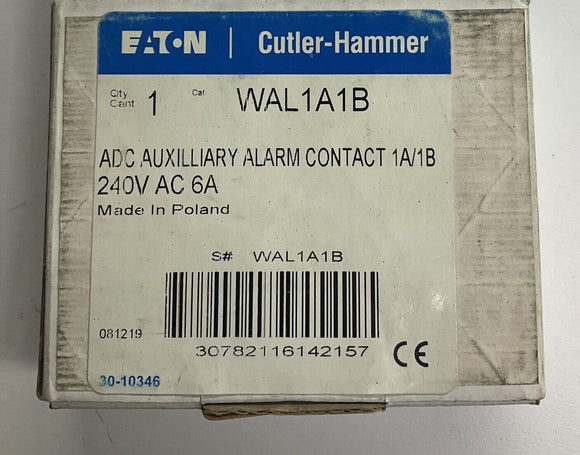 EATON | Cutler-Hammer
Qty 1 Cat WAL1A1B
Cant
ADC AUXILLIARY ALARM CONTACT 1A/1B
240V AC 6A
Made In Poland
S# WAL1A1B
081219
30782116142157
CE
30-10346